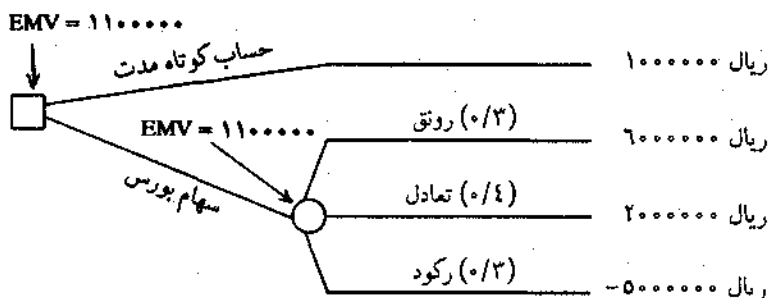 EMV = ۱۱۰۰۰۰۰
حساب کوتاه مدت
ریال ۱۰۰۰۰۰۰
EMV = ۱۱۰۰۰۰۰
رونق (۰/۳)
ریال ۶۰۰۰۰۰۰
سهام بورس
تعادل (۰/٤)
ریال ۲۰۰۰۰۰۰
رکود (۰/۳)
ریال ۵۰۰۰۰۰۰-